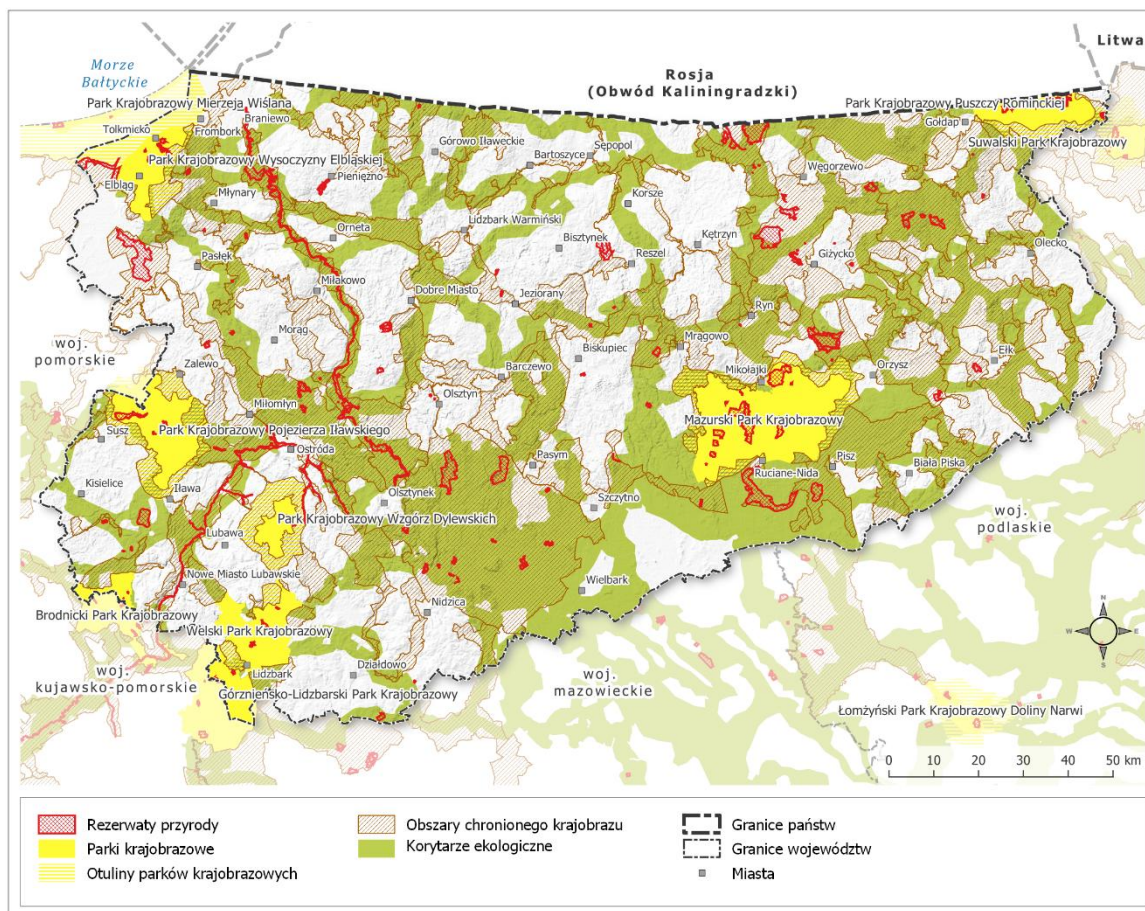 Morze
Bałtyckie
Litwa
Rosja
(Obwód Kaliningradzki)
Park Krajobrazowy Mierzeja Wiślana
Park Krajobrazowy Puszczy Rominckiej
Tolkmicko
Frombork
Braniewo
Gołdap
Górowo Iławeckie
Sępopol
Bartoszyce
Suwalski Park Krajobrazowy
Park Krajobrazowy Wysoczyzny Elbląskiej
Elbląg
Pieniężno
Węgorzewo
Młynary
Korsze
Lidzbark Warmiński
Orneta
Bisztynek
Kętrzyn
Olecko
Pasłęk
Reszel
Giżycko
Miłakowo
Dobre Miasto
Jeziorany
Ryn
Morąg
woj.
pomorskie
Mrągowo
Biskupiec
Ełk
Zalewo
Barczewo
Mikołajki
Orzysz
Olsztyn
Miłomłyn
Mazurski Park Krajobrazowy
Park Krajobrazowy Pojezierza Iławskiego
Susz
Ostróda
Pasym
Ruciane-Nida
Pisz
Biała Piska
Kisielice
Iława
Olsztynek
Szczytno
Park Krajobrazowy Wzgórz Dylewskich
woj.
podlaskie
Lubawa
Nowe Miasto Lubawskie
Wielbark
Nidzica
Brodnicki Park Krajobrazowy
Welski Park Krajobrazowy
N
W
E
S
woj.
kujawsko-pomorskie
Lidzbark
Działdowo
woj.
mazowieckie
Górznieńsko-Lidzbarski Park Krajobrazowy
Łomżyński Park Krajobrazowy Doliny Narwi
0 10 20 30 40 50 km
Rezerwaty przyrody
Parki krajobrazowe
Otuliny parków krajobrazowych
Obszary chronionego krajobrazu
Korytarze ekologiczne
Granice państw
Granice województw
Miasta